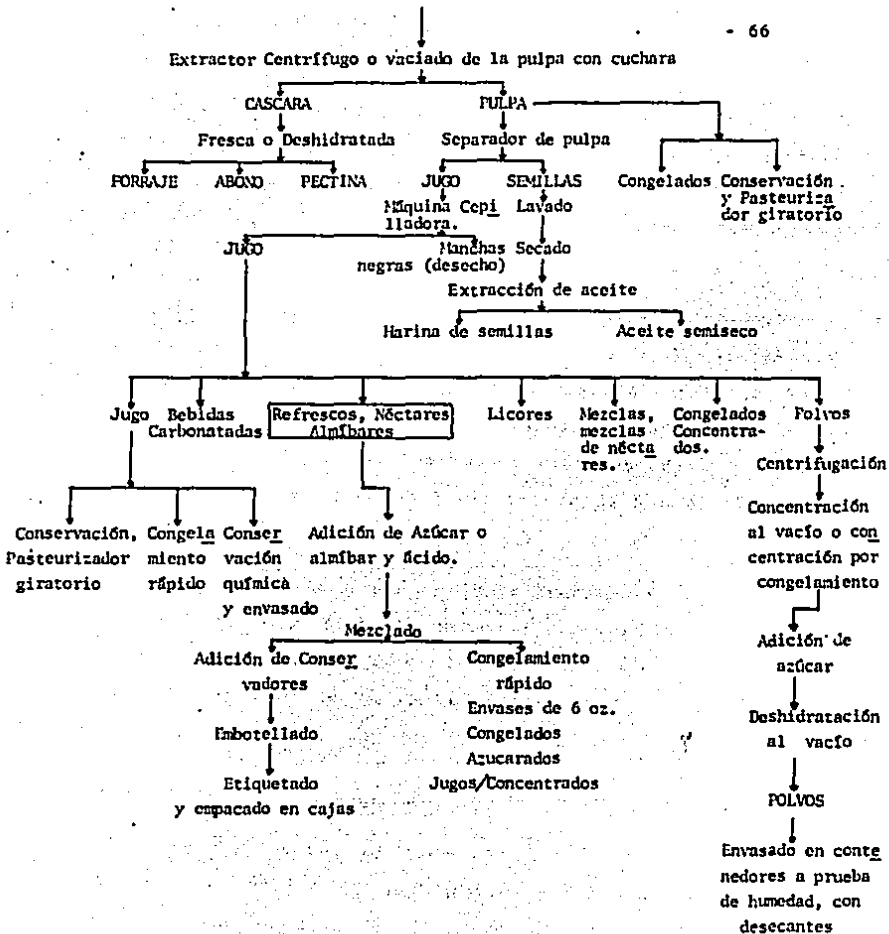 - 66
Extractor Centrífugo o vaciado de la pulpa con cuchara
CASCARA PULPA
Fresca o Deshidratada Separador de pulpa
FORRAJE ABONO PECTINA JUGO SEMILLAS Congelados Conservación
y Pasteuriza
dor giratorio
Máquina Cepi Lavado
lladora.
JUGO Manchas Secado
negras (desecho)
Extracción de aceite
Harina de semillas Aceite semiseco
Jugo Bebidas Refrescos, Néctares Licores Mezclas, Congelados Polvos
Carbonatadas Almíbares mezclas Concentra-
de nécta dos.
res.
Centrifugación
Conservación, Congela Conser Adición de Azúcar o Concentración
Pasteurizador miento vación almíbar y ácido. al vacío o con
giratorio rápido química centración por
y envasado congelamiento
Mezclado
Adición de Conser Congelamiento Adición de
vadores rápido azúcar
Envases de 6 oz.
Embotellado Congelados Deshidratación
Azucarados al vacío
Etiquetado Jugos/Concentrados
y empacado en cajas POLVOS
Envasado en conte
nedores a prueba
de humedad, con
desecantes